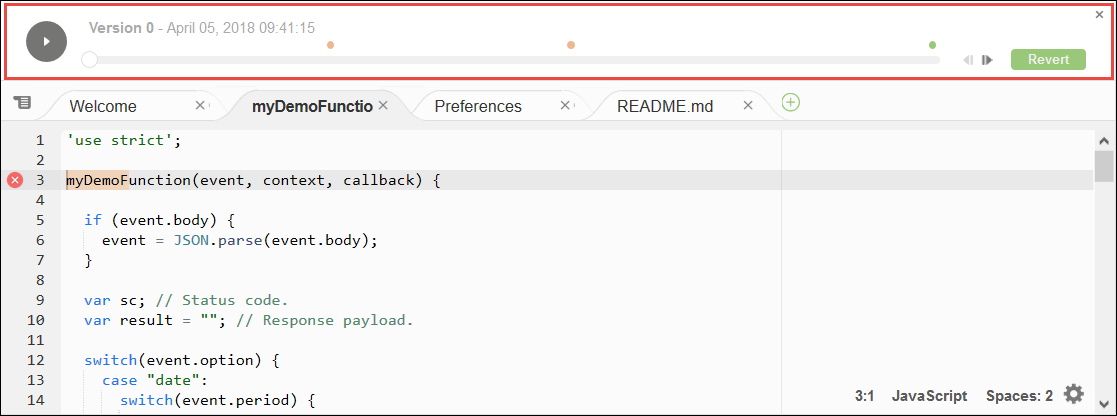 Version 0 - April 05, 2018 09:41:15
Revert
Welcome myDemoFunctio Preferences README.md
1 'use strict';
2
3 myDemoFunction(event, context, callback) {
4
5 if (event.body) {
6 event = JSON.parse(event.body);
7 }
8
9 var sc; // Status code.
10 var result = ""; // Response payload.
11
12 switch(event.option) {
13 case "date":
14 switch(event.period) {
3:1 JavaScript Spaces: 2